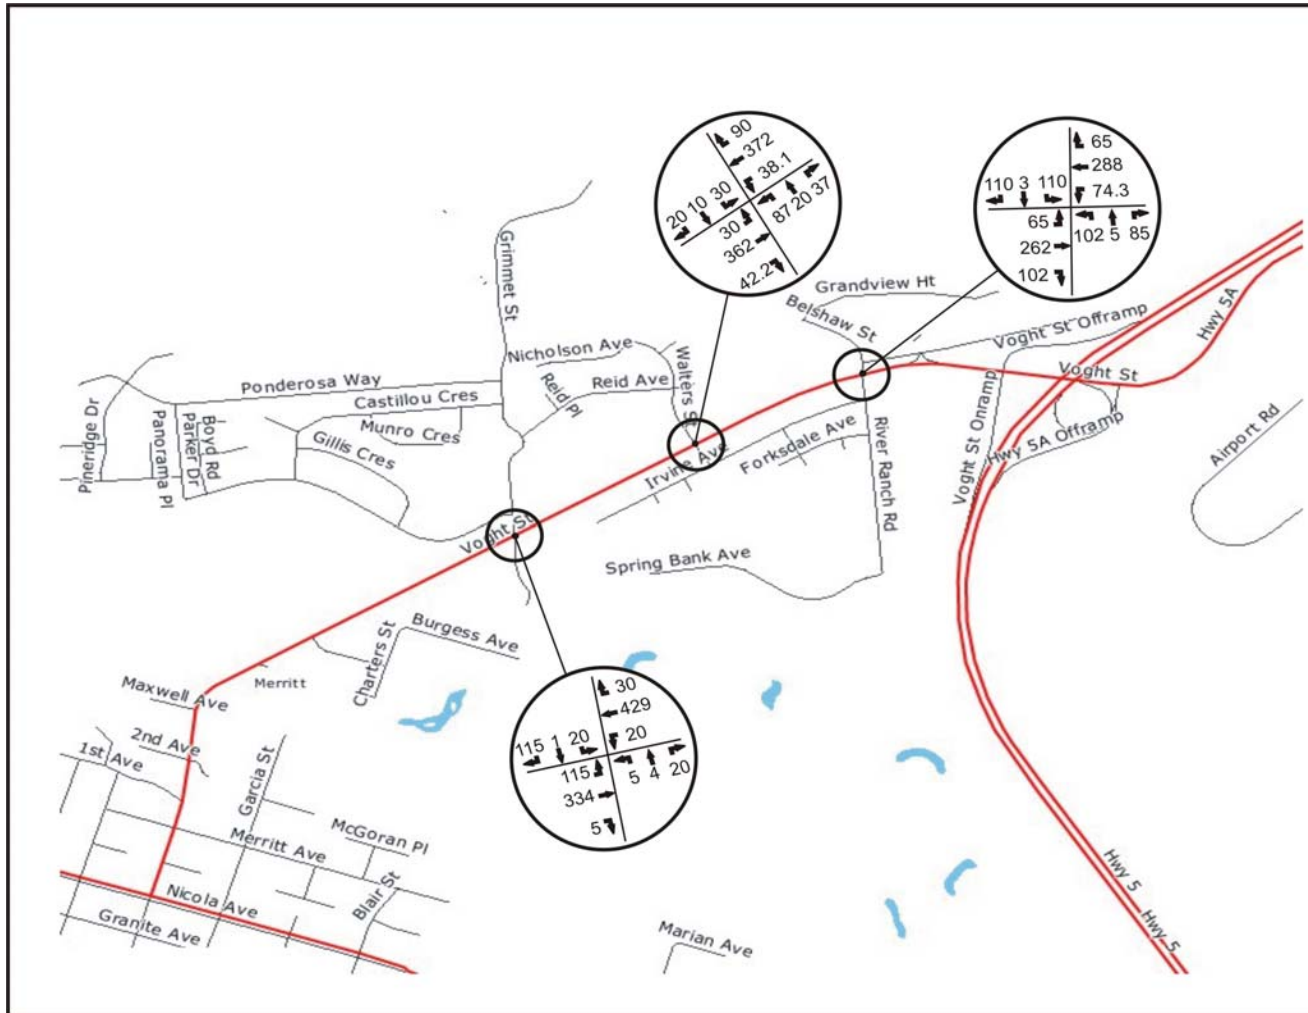 90
372
38.1
20 10 30
87 20 37
30
362
42.2
65
288
110 3 110
74.3
65
102 5 85
262
102
Grimmet St
Grandview Ht
Belshaw St
Voght St Offramp
Hwy 5A
Nicholson Ave
Walters St
Voght St
Ponderosa Way
Reid Pl
Reid Ave
Castillou Cres
Munro Cres
Gillis Cres
Pineridge Dr
Panorama Pl
Parker Dr
Boyd Rd
Irvine Ave
Forksdale Ave
River Ranch Rd
Voght St Onramp
Hwy 5A Offramp
Airport Rd
Voght St
Spring Bank Ave
Burgess Ave
Charters St
Merritt
Maxwell Ave
30
429
115 1 20
20
115
5 4 20
334
5
2nd Ave
1st Ave
Garcia St
McGoran Pl
Merritt Ave
Blair St
Nicola Ave
Granite Ave
Marian Ave
Hwy 5
Hwy 5